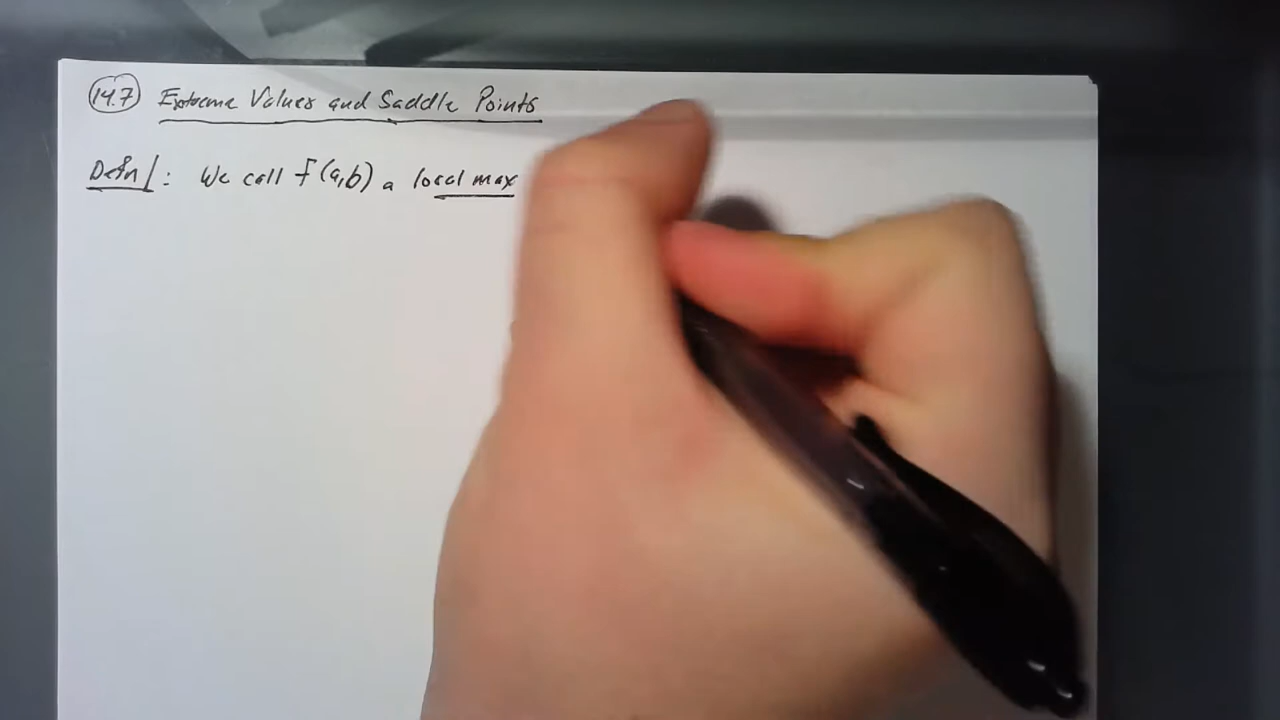 14.7 Extreme Values and Saddle Points
Defn/: We call f(a,b) a local max